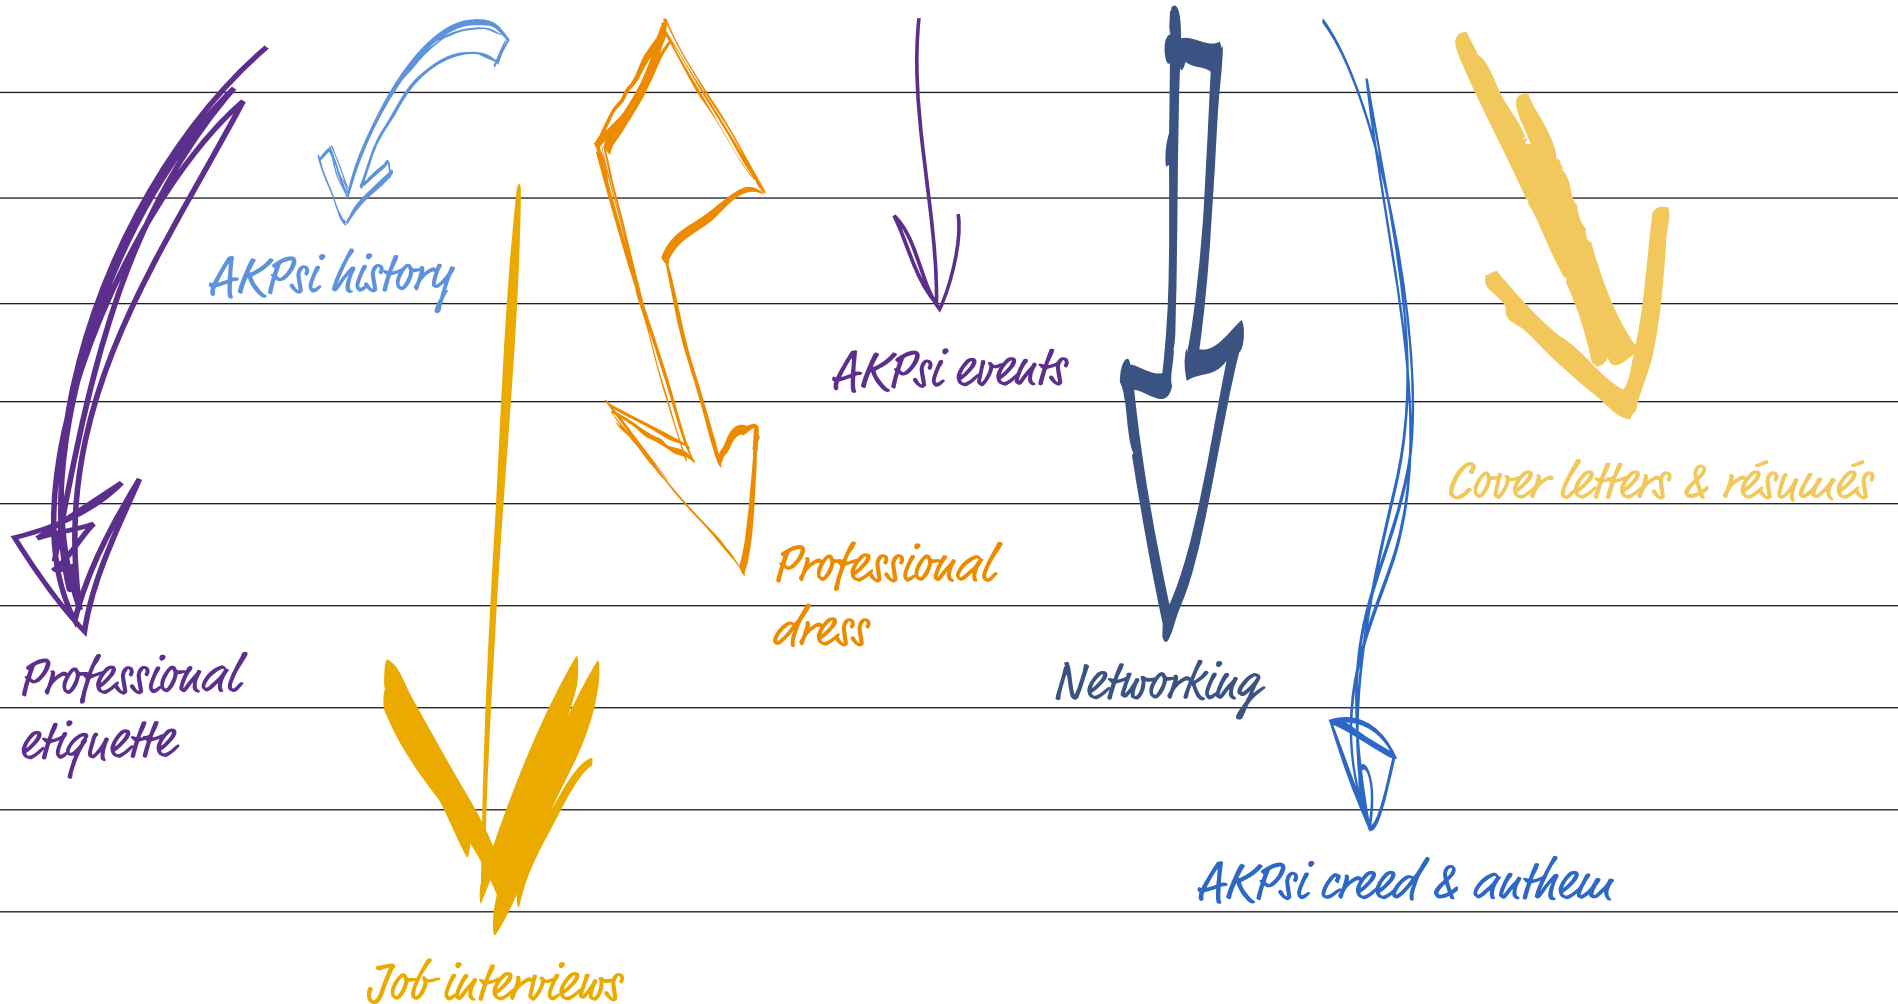 AKPsi history
AKPsi events
Cover letters & résumés
Professional
dress
Professional
etiquette
Networking
AKPsi creed & anthem
Job interviews